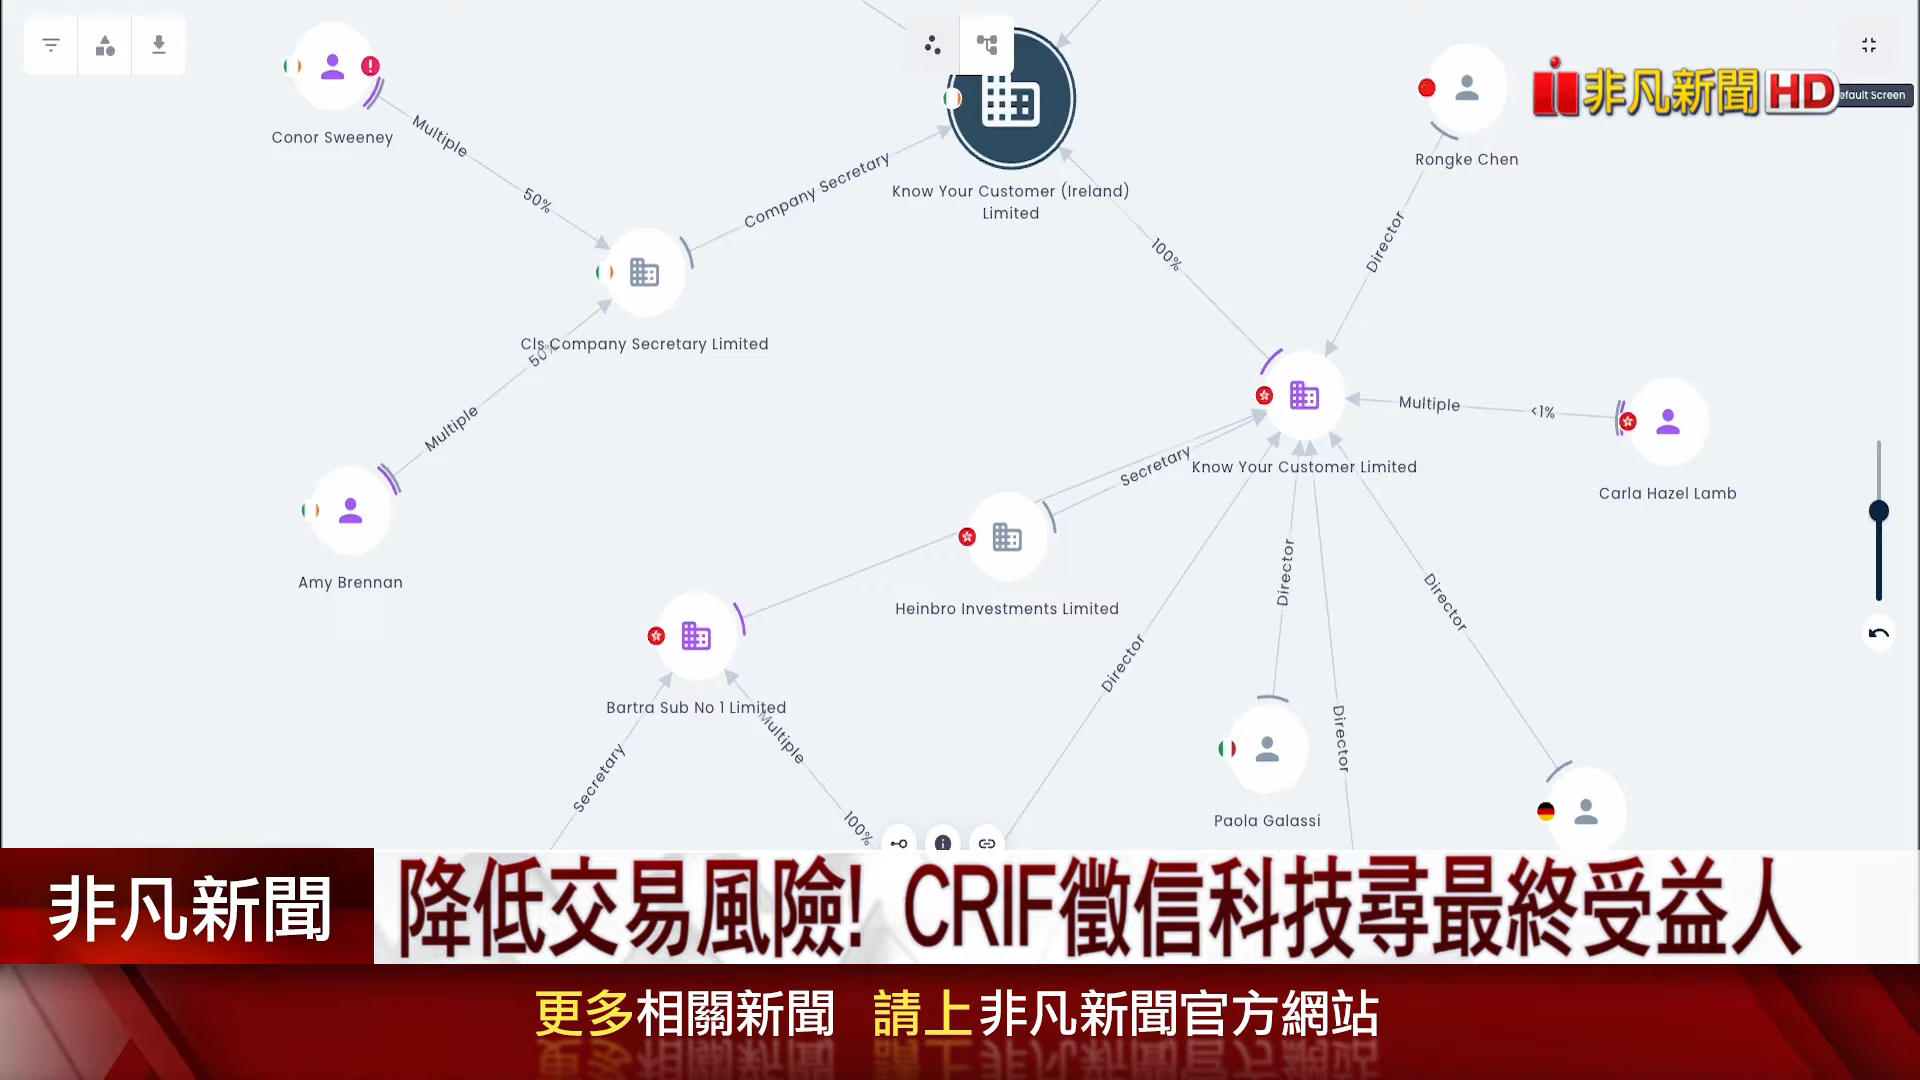 Conor Sweeney
Multiple
50%
Company Secretary
Know Your Customer (Ireland)
Limited
Rongke Chen
非凡新聞HD
efault Screen
Director
100%
Cls Company Secretary Limited
50%
Multiple
Amy Brennan
Know Your Customer Limited
Multiple
<1%
Carla Hazel Lamb
Secretary
Heinbro Investments Limited
Bartra Sub No 1 Limited
Secretary
Multiple
100%
Director
Director
Director
Director
Paola Galassi
非凡新聞
降低交易風險! CRIF徵信科技尋最終受益人
更多相關新聞 請上非凡新聞官方網站